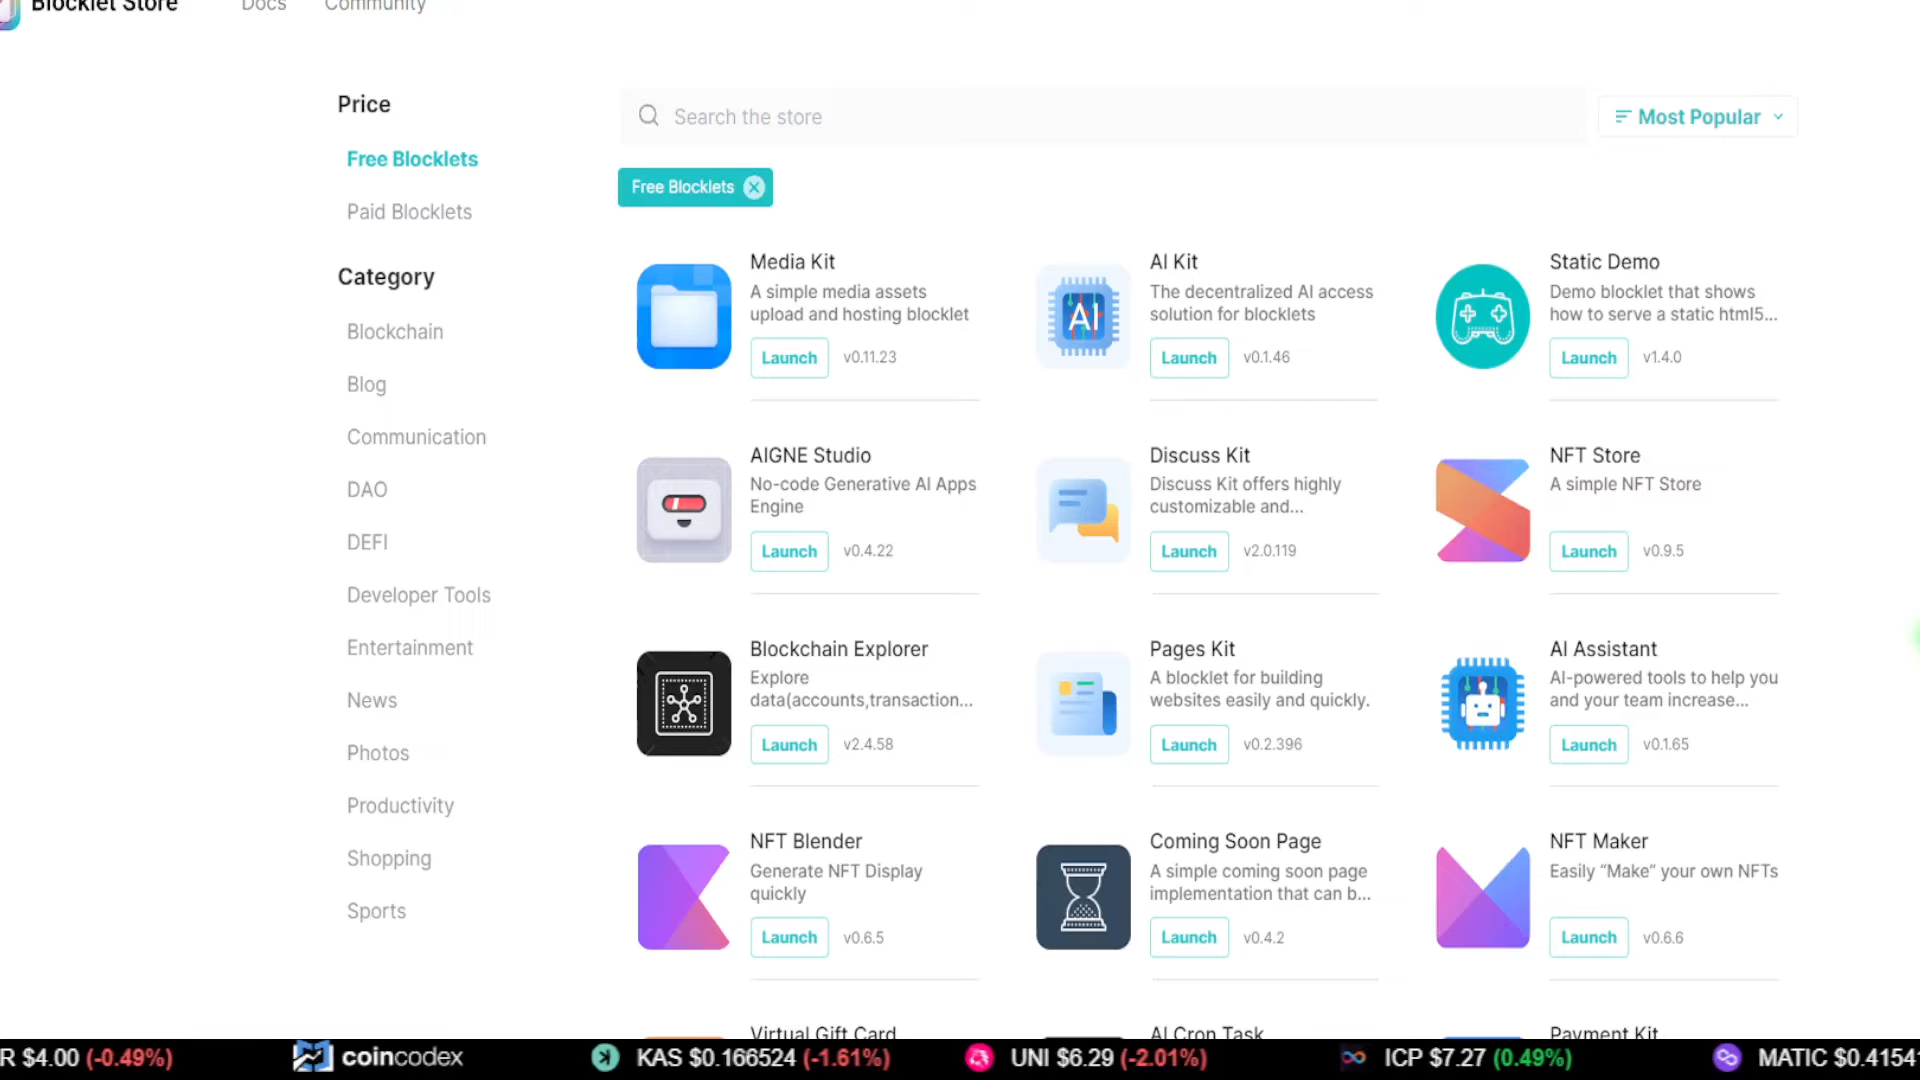 Blocklet Store
Docs
Community
Price
Free Blocklets
Paid Blocklets
Category
Blockchain
Blog
Communication
DAO
DEFI
Developer Tools
Entertainment
News
Photos
Productivity
Shopping
Sports
Search the store
Most Popular
Free Blocklets
Media Kit
A simple media assets
upload and hosting blocklet
Launch v0.11.23
AI Kit
The decentralized AI access
solution for blocklets
Launch v0.1.46
Static Demo
Demo blocklet that shows
how to serve a static html5...
Launch v1.4.0
AIGNE Studio
No-code Generative AI Apps
Engine
Launch v0.4.22
Discuss Kit
Discuss Kit offers highly
customizable and...
Launch v2.0.119
NFT Store
A simple NFT Store
Launch v0.9.5
Blockchain Explorer
Explore
data(accounts,transaction...
Launch v2.4.58
Pages Kit
A blocklet for building
websites easily and quickly.
Launch v0.2.396
AI Assistant
AI-powered tools to help you
and your team increase...
Launch v0.1.65
NFT Blender
Generate NFT Display
quickly
Launch v0.6.5
Coming Soon Page
A simple coming soon page
implementation that can b...
Launch v0.4.2
NFT Maker
Easily “Make” your own NFTs
Launch v0.6.6
Virtual Gift Card
AI Cron Task
Payment Kit
R $4.00 (-0.49%) coincodex KAS $0.166524 (-1.61%) UNI $6.29 (-2.01%) ICP $7.27 (0.49%) MATIC $0.4154